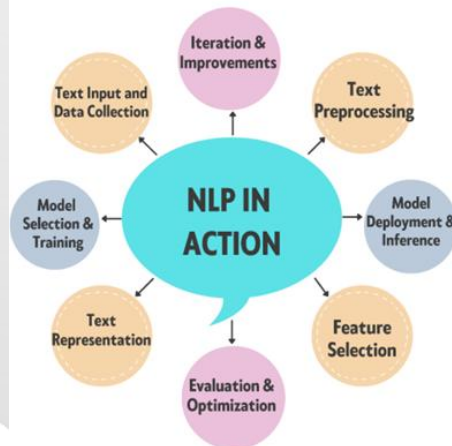 Iteration &
Improvements
Text Input and
Data Collection
Text
Preprocessing
NLP IN
ACTION
Model
Selection &
Training
Model
Deployment &
Inference
Text
Representation
Feature
Selection
Evaluation &
Optimization